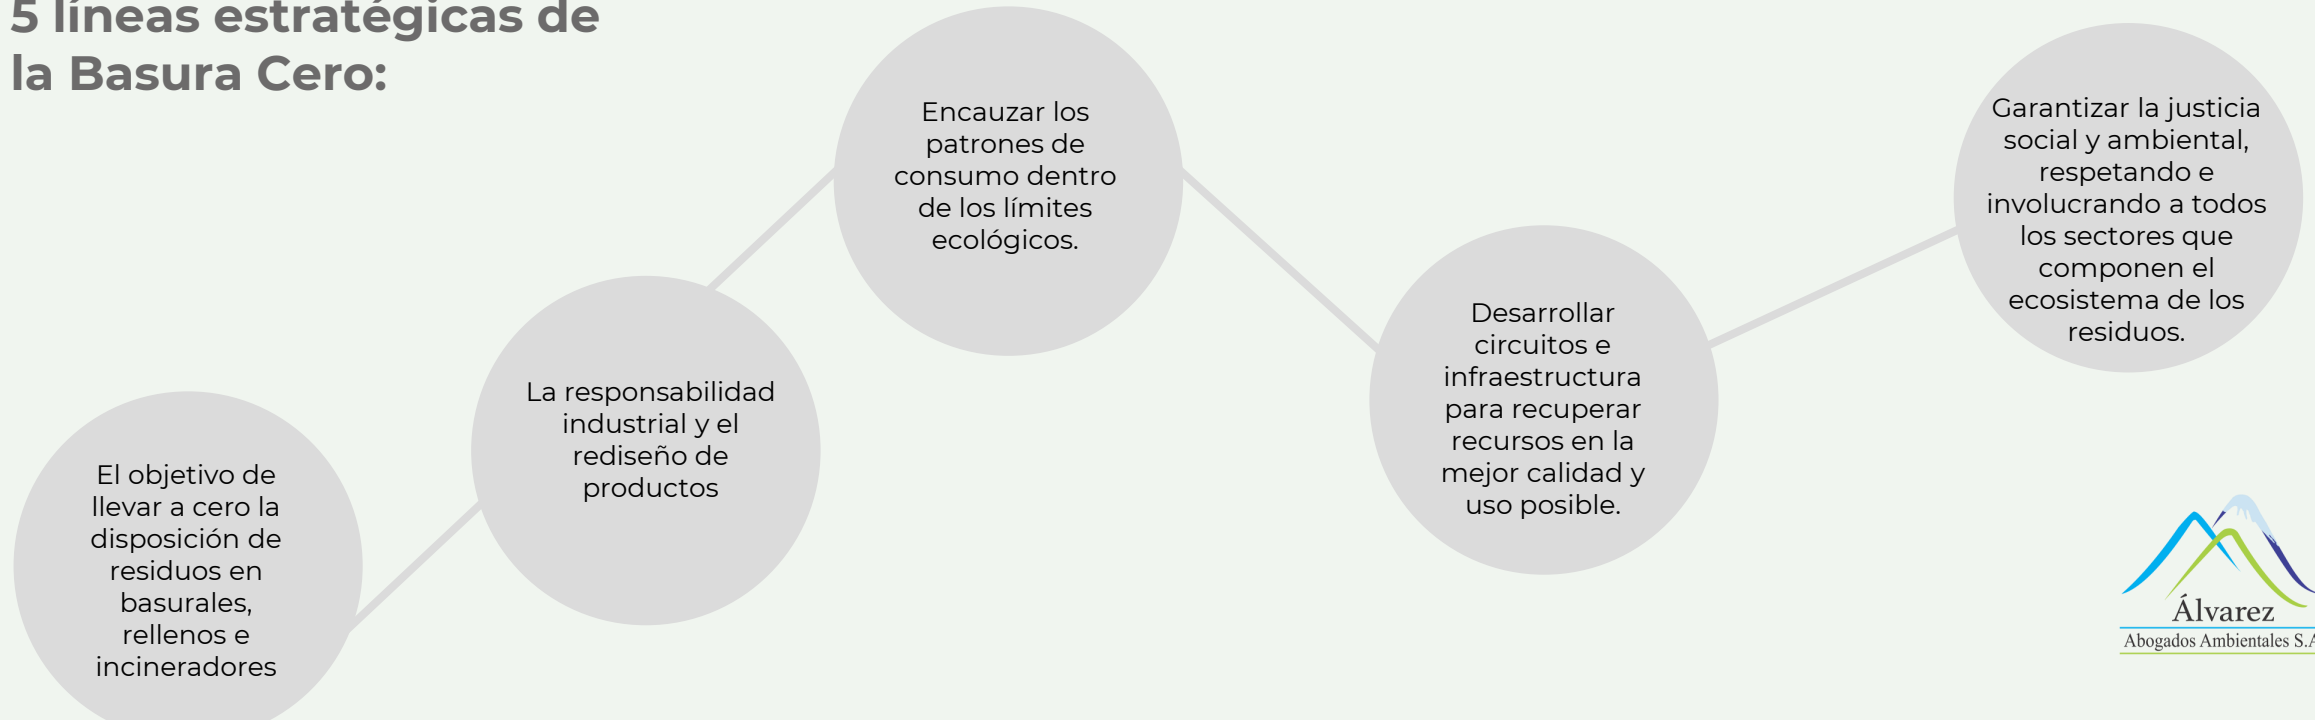 5 líneas estratégicas de
la Basura Cero:
El objetivo de
llevar a cero la
disposición de
residuos en
basurales,
rellenos e
incineradores
La responsabilidad
industrial y el
rediseño de
productos
Encauzar los
patrones de
consumo dentro
de los límites
ecológicos.
Desarrollar
circuitos e
infraestructura
para recuperar
recursos en la
mejor calidad y
uso posible.
Garantizar la justicia
social y ambiental,
respetando e
involucrando a todos
los sectores que
componen el
ecosistema de los
residuos.
Álvarez
Abogados Ambientales S.A